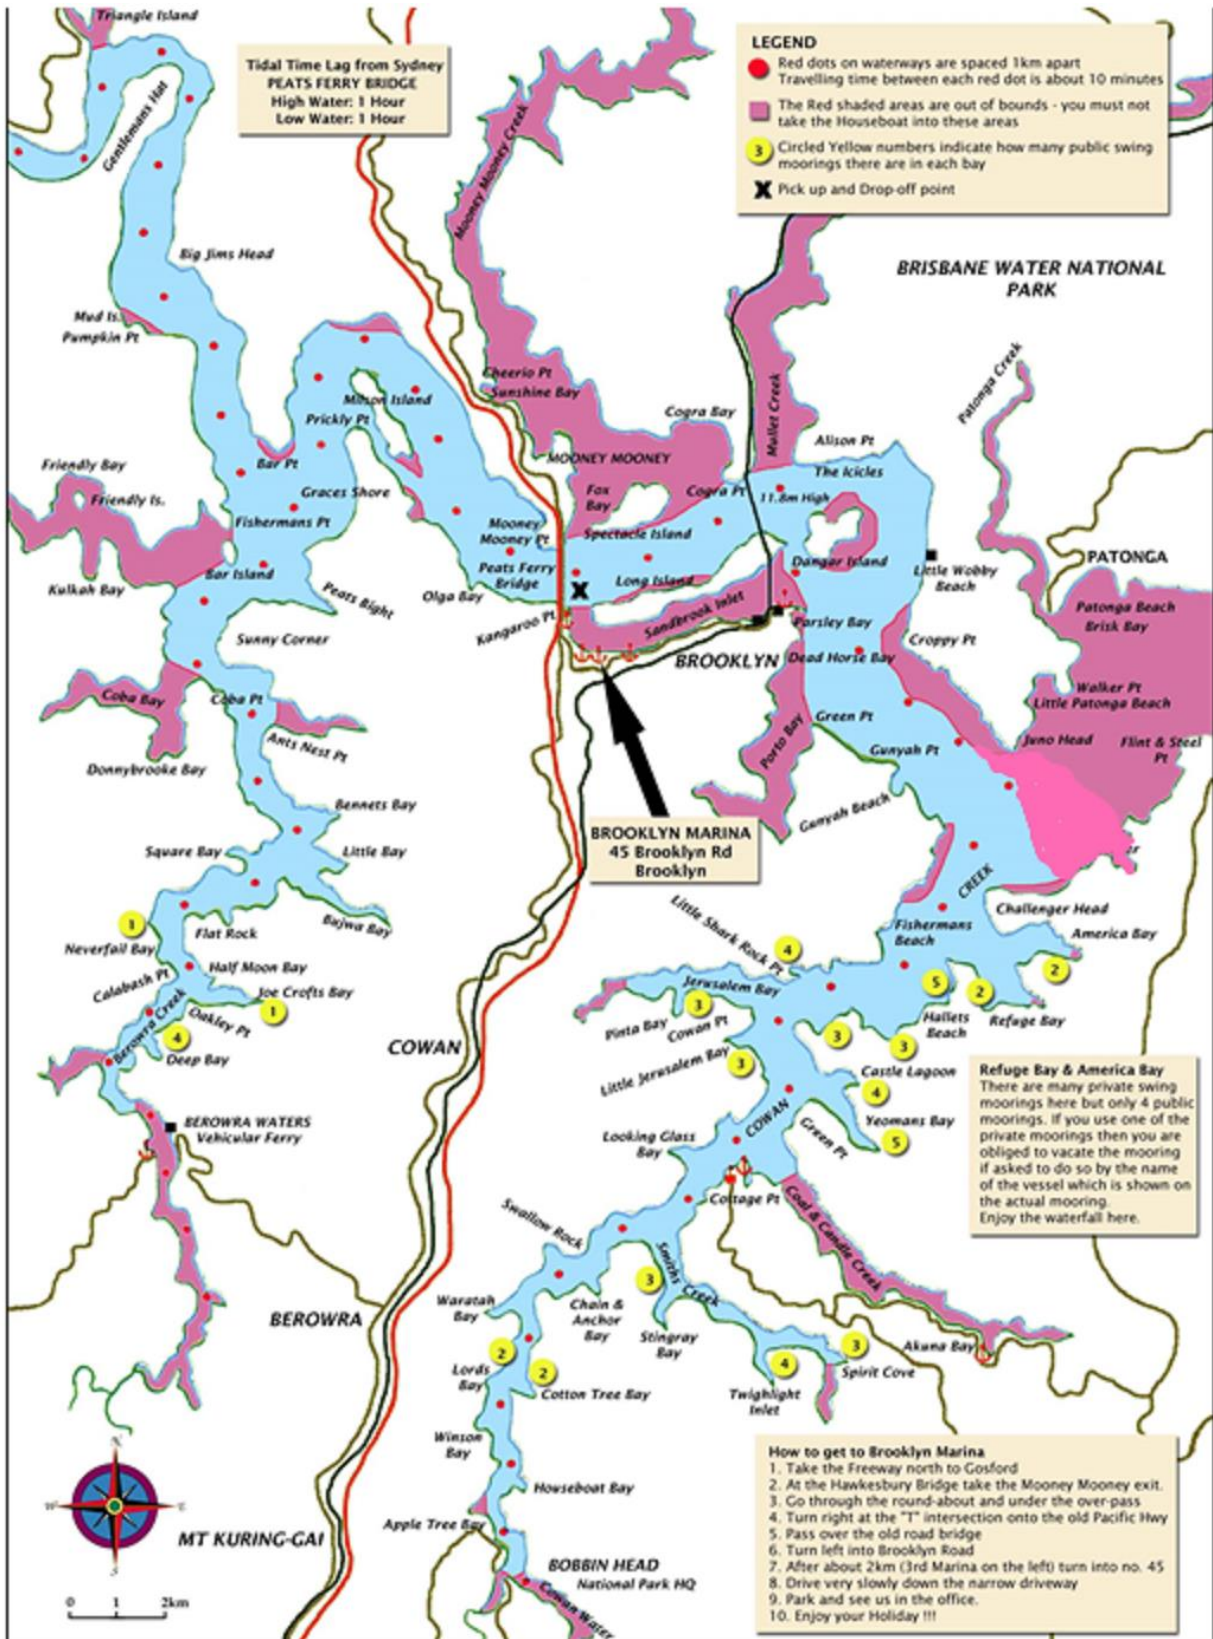 Triangle Island
Gentlemans Halt
Tidal Time Lag from Sydney
PEATS FERRY BRIDGE
High Water: 1 Hour
Low Water: 1 Hour
LEGEND
Red dots on waterways are spaced 1km apart
Travelling time between each red dot is about 10 minutes
The Red shaded areas are out of bounds - you must not
take the Houseboat into these areas
3
Circled Yellow numbers indicate how many public swing
moorings there are in each bay
X Pick up and Drop-off point
Mooney Mooney Creek
Big Jims Head
BRISBANE WATER NATIONAL
PARK
Mud Is.
Pumpkin Pt
Cheerio Pt
Sunshine Bay
Milson Island
Prickly Pt
Cogra Bay
Mullet Creek
Patonga Creek
Alison Pt
The Icicles
Bar Pt
MOONEY MOONEY
Friendly Bay
Friendly Is.
Graces Shore
Fox
Bay
Cogra Pt
11.8m High
Fishermans Pt
Mooney
Mooney Pt
Spectacle Island
Peats Ferry
Bridge
Dangar Island
PATONGA
Little Wobby
Beach
Bar Island
Kulkah Bay
Peats Bight
Olga Bay
Long Island
X
Kangaroo Pt
Sandbrook Inlet
Parsley Bay
Patonga Beach
Brisk Bay
Sunny Corner
Croppy Pt
BROOKLYN
Dead Horse Bay
Coba Bay
Coba Pt
Walker Pt
Little Patonga Beach
Green Pt
Porto Bay
Gunyah Pt
Juno Head
Flint & Steel
Pt
Ants Nest Pt
Donnybrooke Bay
Bennets Bay
Gunyah Beach
BROOKLYN MARINA
45 Brooklyn Rd
Brooklyn
Square Bay
Little Bay
CREEK
Little Shark Rock Pt
Challenger Head
1
Bujwa Bay
Fishermans
Beach
America Bay
Flat Rock
Neverfail Bay
4
2
Half Moon Bay
Calabash Pt
Jerusalem Bay
5
2
Joe Crofts Bay
1
3
Hallets
Beach
Refuge Bay
Berowra Creek
Oakley Pt
Pinta Bay
Cowan Pt
4
3
3
Deep Bay
COWAN
Little Jerusalem Bay
3
Castle Lagoon
4
Refuge Bay & America Bay
There are many private swing
moorings here but only 4 public
moorings. If you use one of the
private moorings then you are
obliged to vacate the mooring
if asked to do so by the name
of the vessel which is shown on
the actual mooring.
Enjoy the waterfall here.
BEROWRA WATERS
Vehicular Ferry
COWAN
Yeomans Bay
5
Green Pt
Looking Glass
Bay
Cottage Pt
Coal & Candle Creek
Swallow Rock
Smiths Creek
3
Waratah
Bay
Chain &
Anchor
Bay
BEROWRA
Stingray
Bay
3
Akuna Bay
2
2
4
Spirit Cove
Lords
Bay
Cotton Tree Bay
Twighlight
Inlet
Winson
Bay
Houseboat Bay
N
W
E
S
Apple Tree Bay
MT KURING-GAI
BOBBIN HEAD
National Park HQ
Cowan Water
0 1 2km
How to get to Brooklyn Marina
1. Take the Freeway north to Gosford
2. At the Hawkesbury Bridge take the Mooney Mooney exit.
3. Go through the round-about and under the over-pass
4. Turn right at the "T" intersection onto the old Pacific Hwy
5. Pass over the old road bridge
6. Turn left into Brooklyn Road
7. After about 2km (3rd Marina on the left) turn into no. 45
8. Drive very slowly down the narrow driveway
9. Park and see us in the office.
10. Enjoy your Holiday !!!